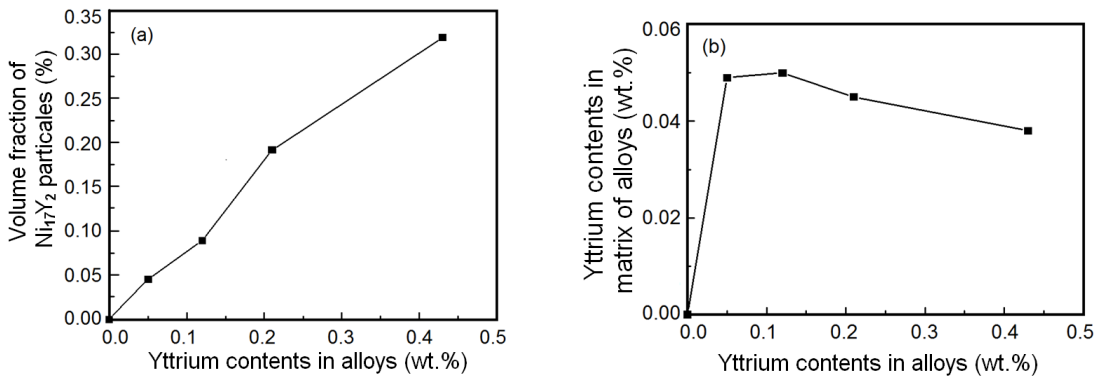 (a)
Volume fraction of
Ni₁₇Y₂ particales (%)
0.35
0.30
0.25
0.20
0.10
0.05
0.00
0.0 0.1 0.2 0.3 0.4 0.5
Yttrium contents in alloys (wt.%)
(b)
Yttrium contents in
matrix of alloys (wt.%)
0.06
0.04
0.02
0.00
0.0 0.1 0.2 0.3 0.4 0.5
Yttrium contents in alloys (wt.%)